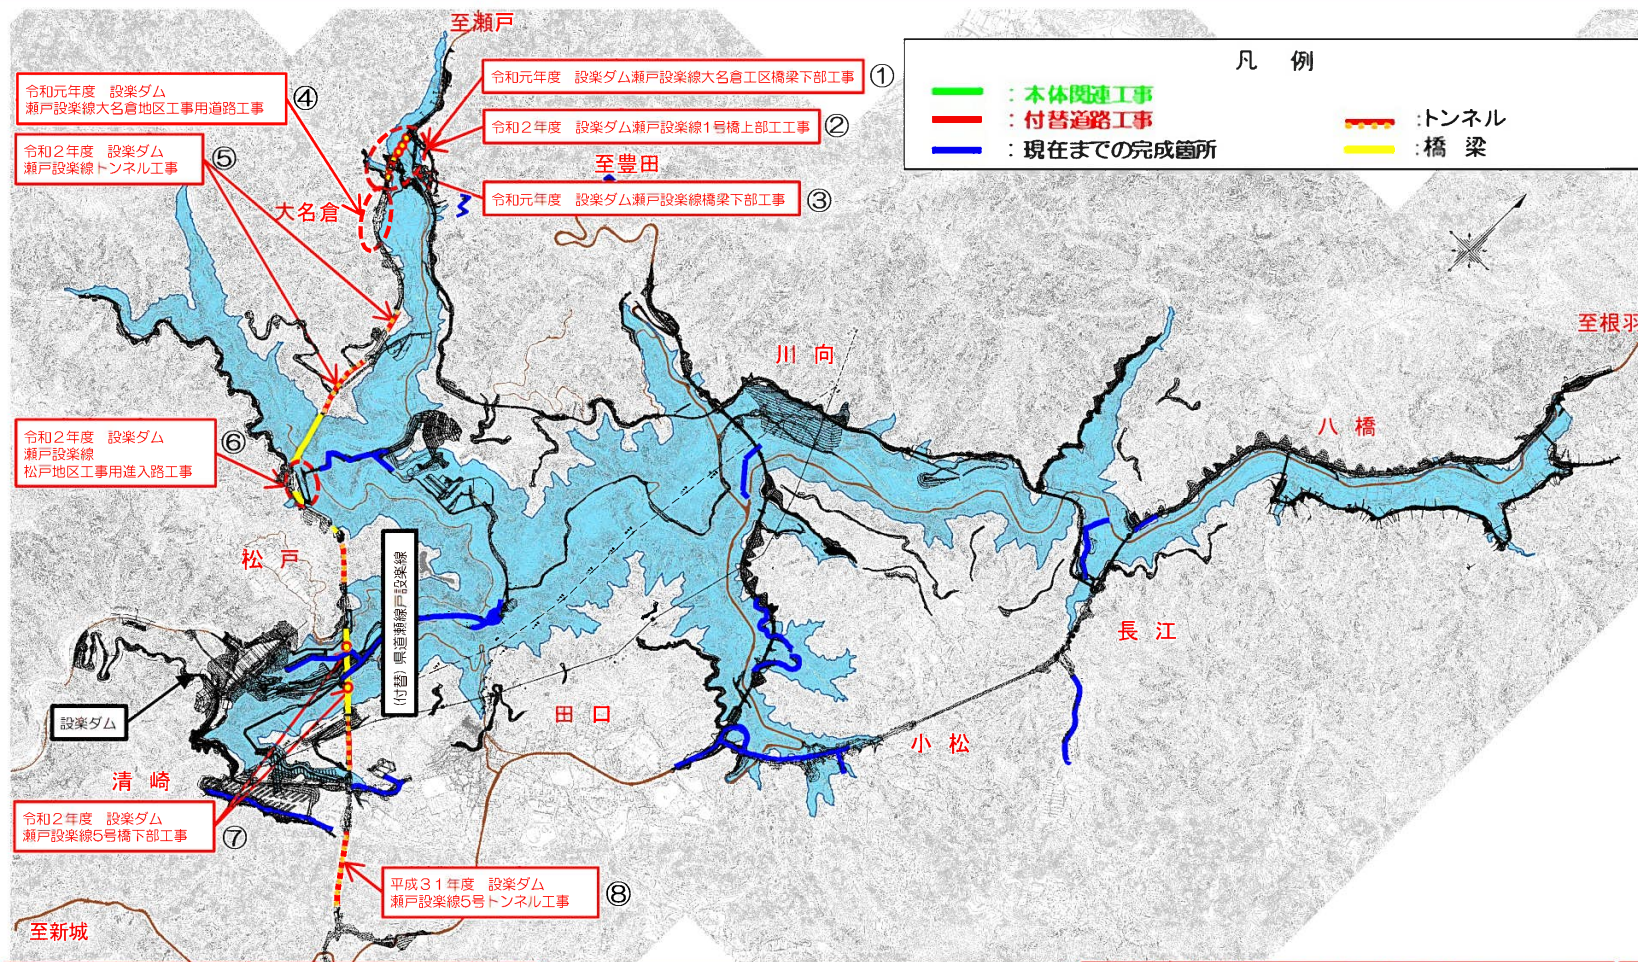 至瀬戸
凡 例
：本体関連工事
：付替道路工事
：現在までの完成箇所
：トンネル
：橋 梁
令和元年度 設楽ダム瀬戸設楽線大名倉工区橋梁下部工事
①
令和２年度 設楽ダム瀬戸設楽線1号橋上部工工事
②
至豊田
令和元年度 設楽ダム瀬戸設楽線橋梁下部工事
③
令和元年度 設楽ダム
瀬戸設楽線大名倉地区工事用道路工事
④
令和２年度 設楽ダム
瀬戸設楽線トンネル工事
⑤
大名倉
川 向
至根羽
八 橋
令和２年度 設楽ダム
瀬戸設楽線
松戸地区工事用進入路工事
⑥
松 戸
(付替）県道瀬線戸設楽線
長 江
設楽ダム
田 口
小 松
清 崎
令和２年度 設楽ダム
瀬戸設楽線5号橋下部工事
⑦
平成３１年度 設楽ダム
瀬戸設楽線5号トンネル工事
⑧
至新城